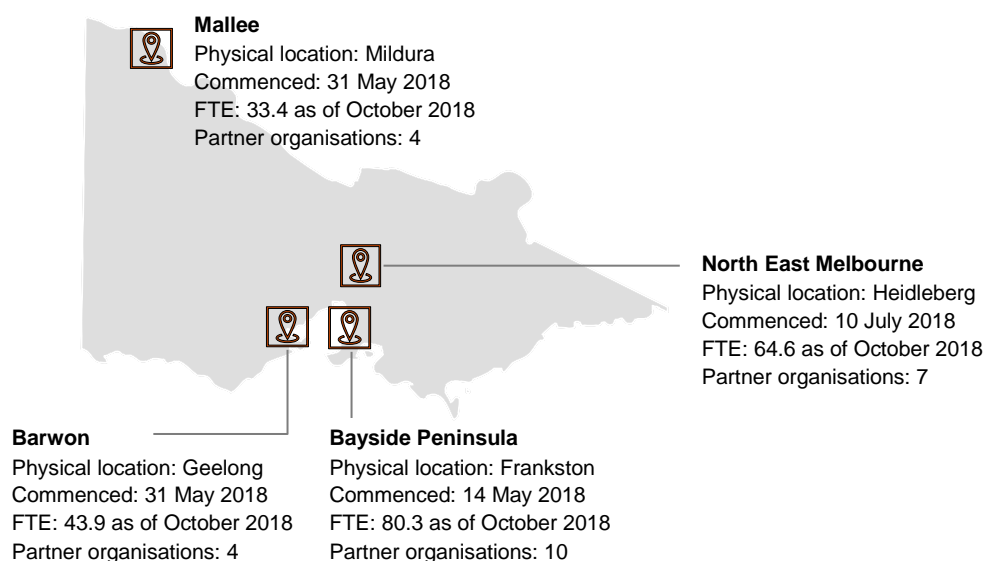 Mallee
Physical location: Mildura
Commenced: 31 May 2018
FTE: 33.4 as of October 2018
Partner organisations: 4
North East Melbourne
Physical location: Heidleberg
Commenced: 10 July 2018
FTE: 64.6 as of October 2018
Partner organisations: 7
Barwon
Physical location: Geelong
Commenced: 31 May 2018
FTE: 43.9 as of October 2018
Partner organisations: 4
Bayside Peninsula
Physical location: Frankston
Commenced: 14 May 2018
FTE: 80.3 as of October 2018
Partner organisations: 10